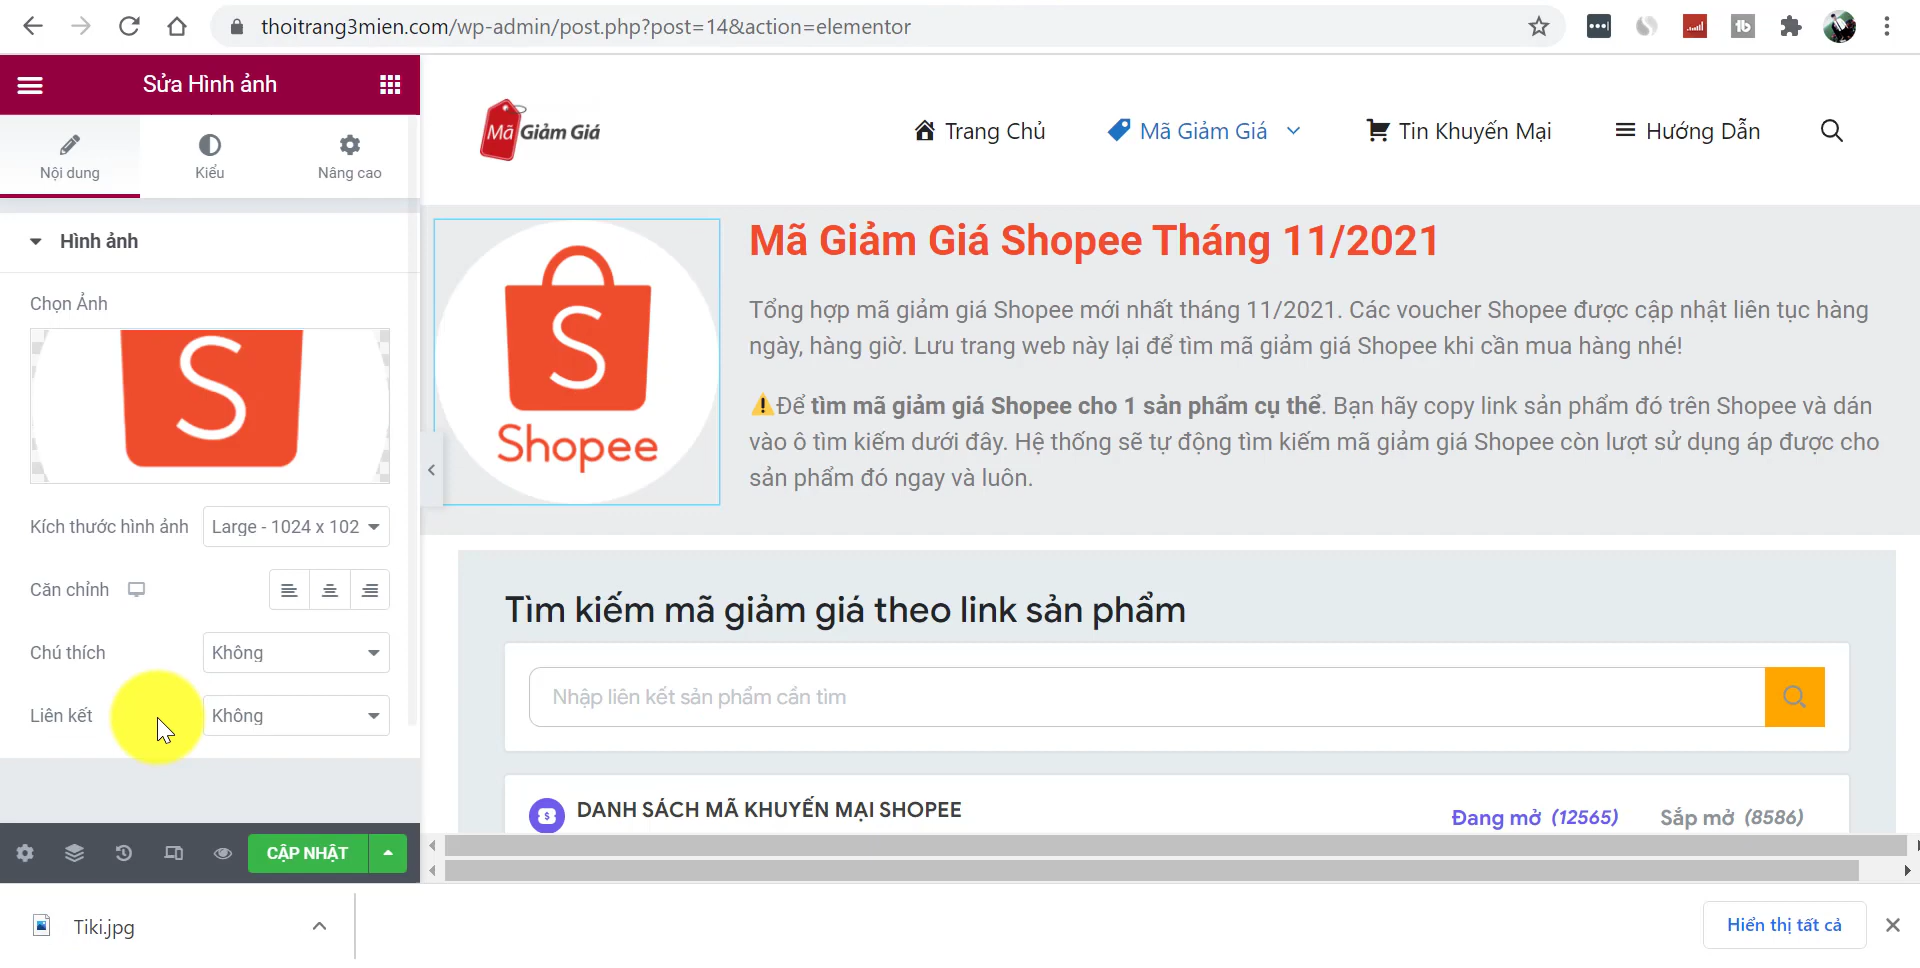 thoitrang3mien.com/wp-admin/post.php?post=14&action=elementor
Sửa Hình ảnh
Nội dung
Kiểu
Nâng cao
Hình ảnh
Chọn Ảnh
S
Kích thước hình ảnh
Large - 1024 x 102
Căn chỉnh
Chú thích
Không
Liên kết
Không
CẬP NHẬT
Mã Giảm Giá
Trang Chủ
Mã Giảm Giá
Tin Khuyến Mại
Hướng Dẫn
S
Shopee
Mã Giảm Giá Shopee Tháng 11/2021
Tổng hợp mã giảm giá Shopee mới nhất tháng 11/2021. Các voucher Shopee được cập nhật liên tục hàng
ngày, hàng giờ. Lưu trang web này lại để tìm mã giảm giá Shopee khi cần mua hàng nhé!
⚠Để tìm mã giảm giá Shopee cho 1 sản phẩm cụ thể. Bạn hãy copy link sản phẩm đó trên Shopee và dán
vào ô tìm kiếm dưới đây. Hệ thống sẽ tự động tìm kiếm mã giảm giá Shopee còn lượt sử dụng áp được cho
sản phẩm đó ngay và luôn.
Tìm kiếm mã giảm giá theo link sản phẩm
Nhập liên kết sản phẩm cần tìm
DANH SÁCH MÃ KHUYẾN MẠI SHOPEE
Đang mở (12565)
Sắp mở (8586)
Tiki.jpg
Hiển thị tất cả